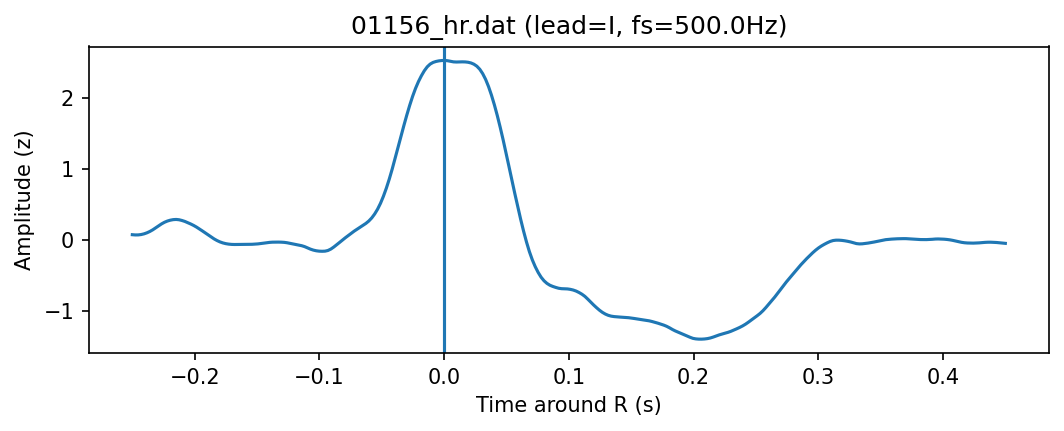 01156_hr.dat (lead=I, fs=500.0Hz)
Amplitude (z)
2
1
0
−1
−0.2 −0.1 0.0 0.1 0.2 0.3 0.4
Time around R (s)